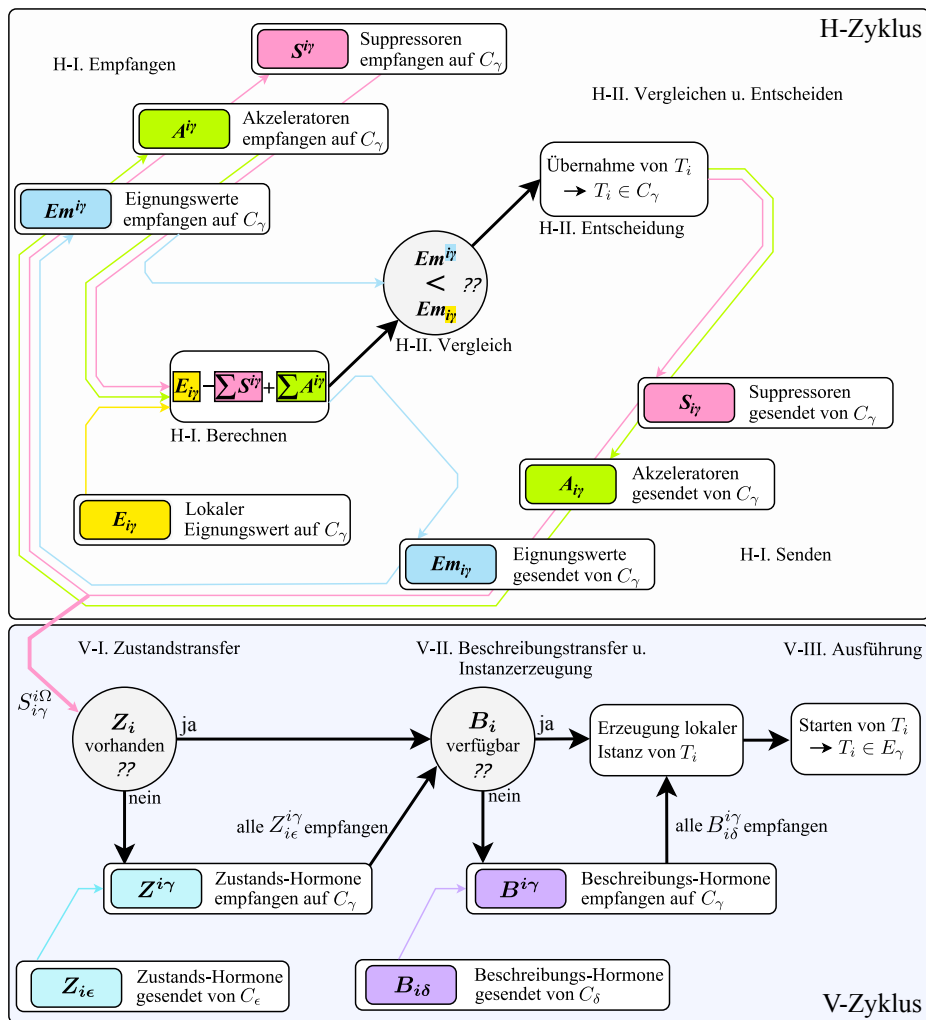 H-Zyklus
H-I. Empfangen
S^{iγ}
Suppressoren
empfangen auf C_γ
A^{iγ}
Akzeleratoren
empfangen auf C_γ
Em^{iγ}
Eignungswerte
empfangen auf C_γ
H-II. Vergleichen u. Entscheiden
Übernahme von T_i
→ T_i ∈ C_γ
H-II. Entscheidung
Em^{iγ}
< ??
Em_{iγ}
H-II. Vergleich
E_{iγ} − ∑S^{iγ} + ∑A^{iγ}
H-I. Berechnen
S_{iγ}
Suppressoren
gesendet von C_γ
A_{iγ}
Akzeleratoren
gesendet von C_γ
E_{iγ}
Lokaler
Eignungswert auf C_γ
Em_{iγ}
Eignungswerte
gesendet von C_γ
H-I. Senden
V-I. Zustandstransfer
V-II. Beschreibungstransfer u.
Instanzerzeugung
V-III. Ausführung
S_{iγ}^{iΩ}
Z_i
vorhanden
??
ja
nein
B_i
verfügbar
??
ja
nein
Erzeugung lokaler
Istanz von T_i
Starten von T_i
→ T_i ∈ E_γ
alle Z_{iϵ}^{iγ} empfangen
alle B_{iδ}^{iγ} empfangen
Z^{iγ}
Zustands-Hormone
empfangen auf C_γ
B^{iγ}
Beschreibungs-Hormone
empfangen auf C_γ
Z_{iϵ}
Zustands-Hormone
gesendet von C_ϵ
B_{iδ}
Beschreibungs-Hormone
gesendet von C_δ
V-Zyklus